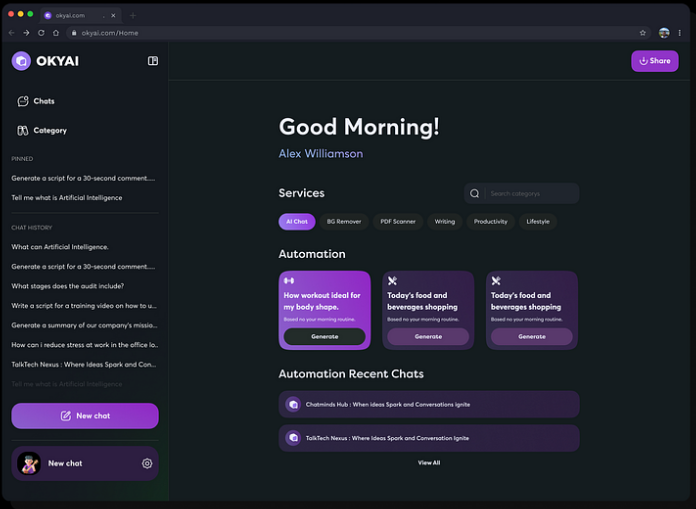 okyai.com
okyai.com/Home
OKYAI
Share
Chats
Category
PINNED
Generate a script for a 30-second comment.....
Tell me what is Artificial Intelligence
CHAT HISTORY
What can Artificial Intelligence.
Generate a script for a 30-second comment....
What stages does the audit include?
Write a script for a training video on how to u...
Generate a summary of our company's missio...
How can i reduce stress at work in the office lo..
TalkTech Nexus : Where Ideas Spark and Con...
Tell me what is Artificial Intelligence
New chat
New chat
Good Morning!
Alex Williamson
Services
Search categorys
AI Chat
BG Remover
PDF Scanner
Writing
Productivity
Lifestyle
Automation
How workout ideal for
my body shape.
Based no your morning routine.
Generate
Today's food and
beverages shopping
Based no your morning routine.
Generate
Today's food and
beverages shopping
Based no your morning routine.
Generate
Automation Recent Chats
Chatminds Hub : When ideas Spark and Conversations Ignite
TalkTech Nexus : Where Ideas Spark and Conversation Ignite
View All